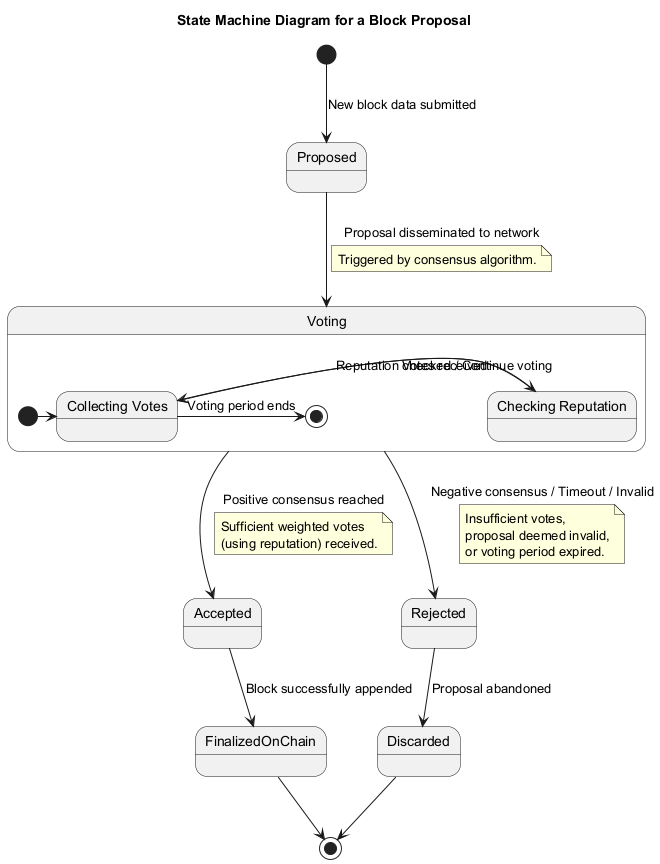 State Machine Diagram for a Block Proposal
New block data submitted
Proposed
Proposal disseminated to network
Triggered by consensus algorithm.
Voting
Reputation
Continue voting
Collecting Votes
Voting period ends
Checking Reputation
Positive consensus reached
Sufficient weighted votes
(using reputation) received.
Negative consensus / Timeout / Invalid
Insufficient votes,
proposal deemed invalid,
or voting period expired.
Accepted
Rejected
Block successfully appended
Proposal abandoned
FinalizedOnChain
Discarded